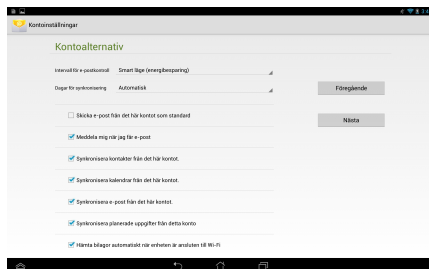 Kontoinställningar
Kontoalternativ
Intervall för e-postkontroll Smart läge (energibesparing)
Dagar för synkronisering Automatisk
Föregående
Skicka e-post från det här kontot som standard
Nästa
Meddela mig när jag får e-post
Synkronisera kontakter från det här kontot.
Synkronisera kalendrar från det här kontot.
Synkronisera e-post från det här kontot.
Synkronisera planerade uppgifter från detta konto
Hämta bilagor automatiskt när enheten är ansluten till Wi-Fi